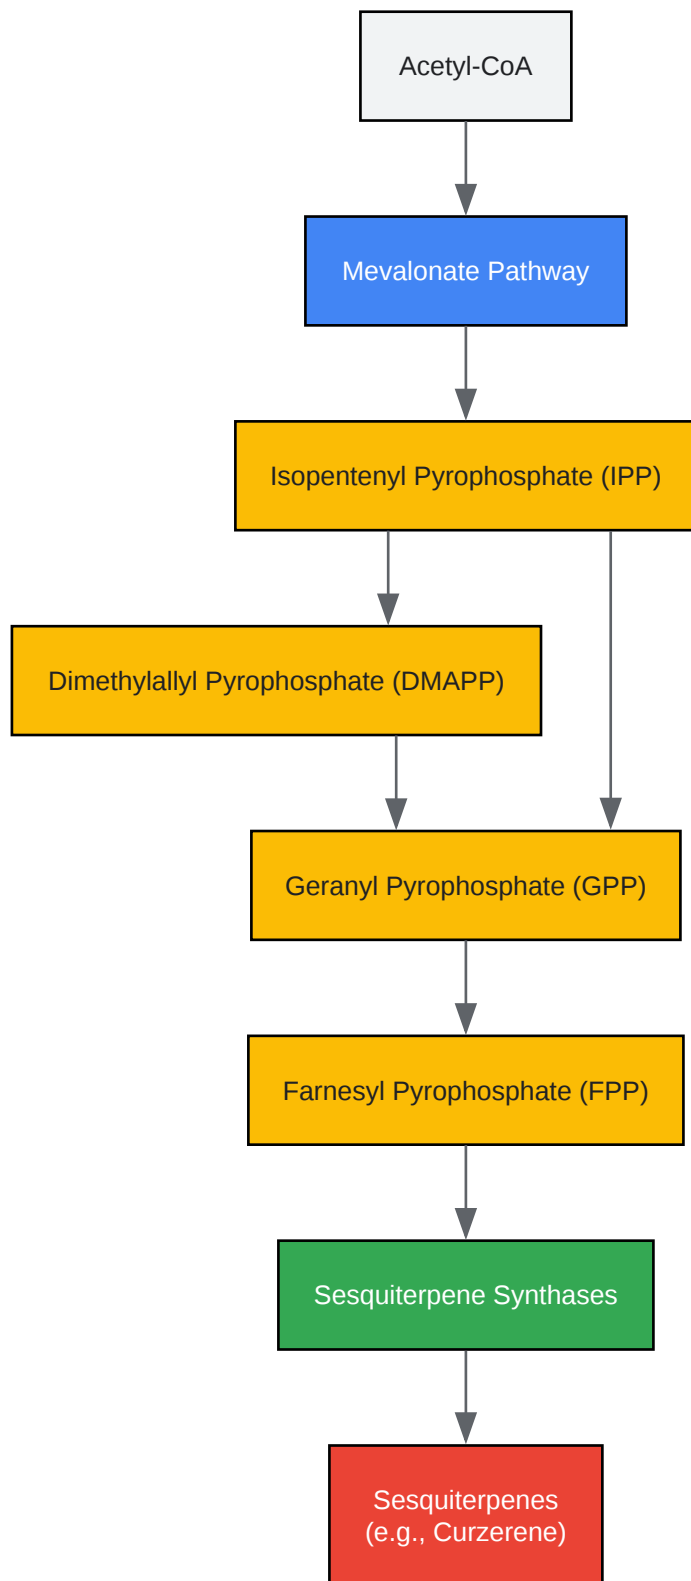 Acetyl-CoA
Mevalonate Pathway
Isopentenyl Pyrophosphate (IPP)
Dimethylallyl Pyrophosphate (DMAPP)
Geranyl Pyrophosphate (GPP)
Farnesyl Pyrophosphate (FPP)
Sesquiterpene Synthases
Sesquiterpenes
(e.g., Curzerene)